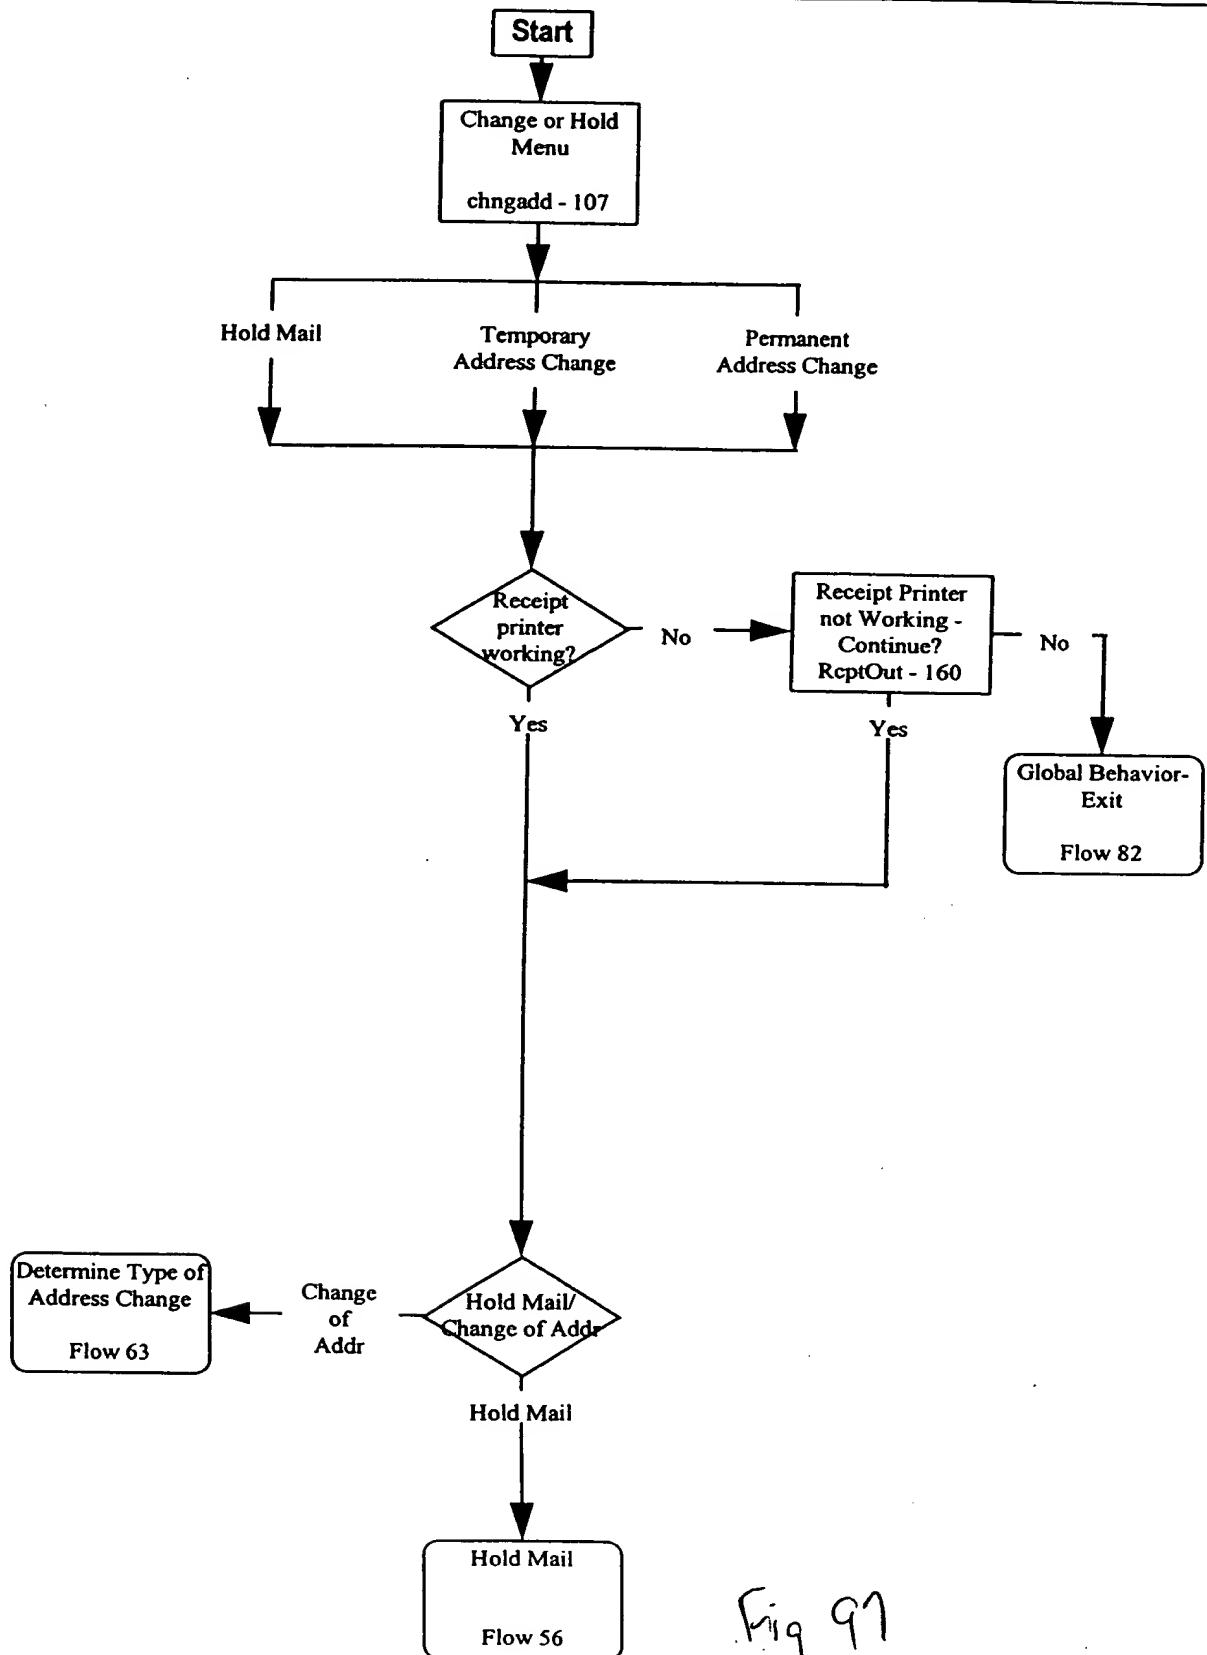 Start
Change or Hold
Menu
chngadd - 107
Hold Mail
Temporary
Address Change
Permanent
Address Change
Receipt
printer
working?
No
Receipt Printer
not Working -
Continue?
RcptOut - 160
No
Yes
Yes
Global Behavior-
Exit
Flow 82
Determine Type of
Address Change
Flow 63
Change
of
Addr
Hold Mail/
Change of Addr
Hold Mail
Hold Mail
Flow 56
Fig 97